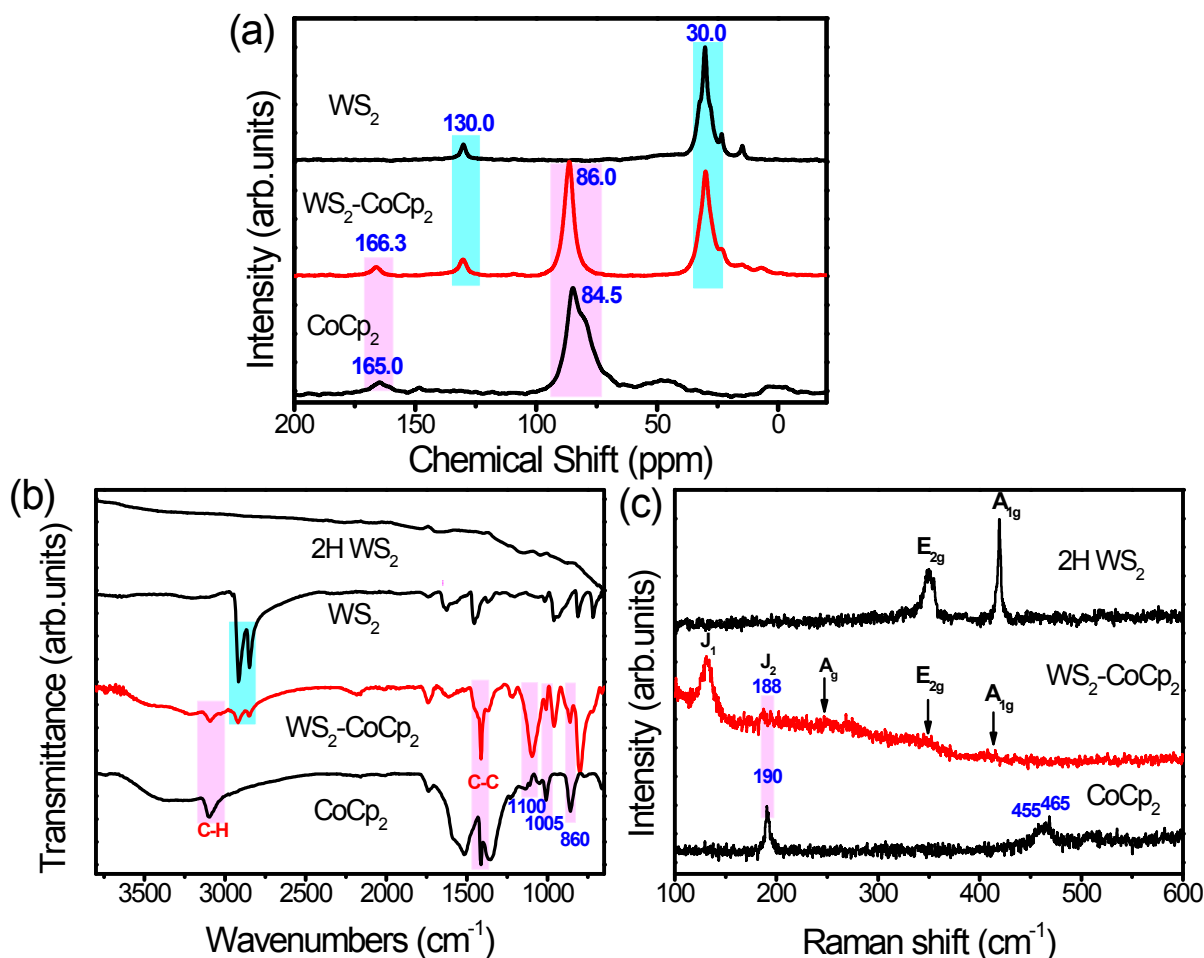 (a)
Intensity (arb.units)
WS₂
130.0
30.0
WS₂-CoCp₂
166.3
86.0
CoCp₂
165.0
84.5
200 150 100 50 0
Chemical Shift (ppm)
(b)
Transmittance (arb.units)
2H WS₂
WS₂
WS₂-CoCp₂
CoCp₂
C-H
C-C
1100
1005
860
3500 3000 2500 2000 1500 1000
Wavenumbers (cm⁻¹)
(c)
Intensity (arb.units)
E₂g
A₁g
2H WS₂
J₁
J₂
188
Ag
E₂g
A₁g
WS₂-CoCp₂
190
455 465
CoCp₂
100 200 300 400 500 600
Raman shift (cm⁻¹)